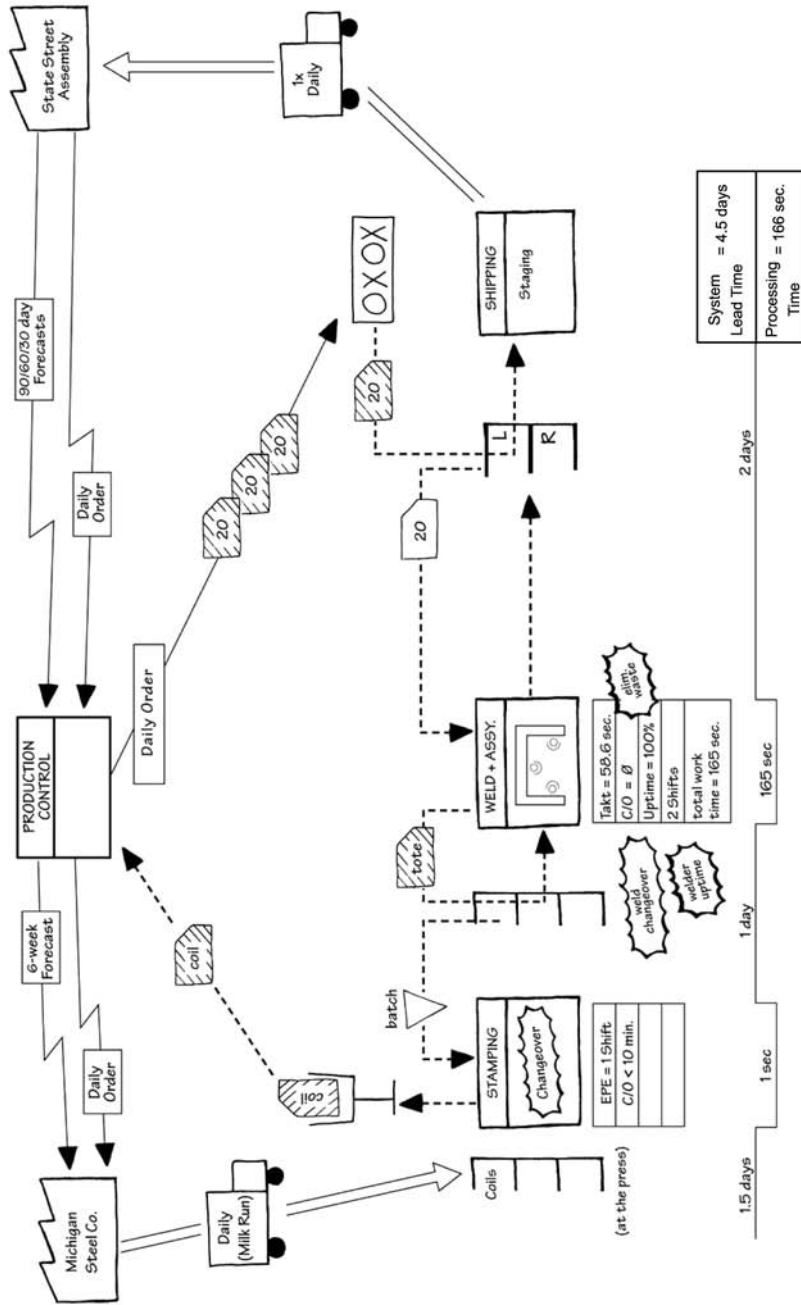 Michigan
Steel Co.
6-week
Forecast
Daily
Order
PRODUCTION
CONTROL
90/60/30 day
Forecasts
Daily
Order
State Street
Assembly
Daily
(Milk Run)
coil
coil
Daily Order
20
20
20
OXOX
20
1x
Daily
batch
tote
20
Coils
(at the press)
STAMPING
Changeover
EPE = 1 Shift
C/O < 10 min.
weld
changeover
welder
uptime
WELD + ASSY.
Takt = 58.6 sec.
C/O = Ø
Uptime = 100%
2 Shifts
total work
time = 165 sec.
elim.
waste
L
R
SHIPPING
Staging
1.5 days
1 sec
1 day
165 sec
2 days
System = 4.5 days
Lead Time
Processing = 166 sec.
Time